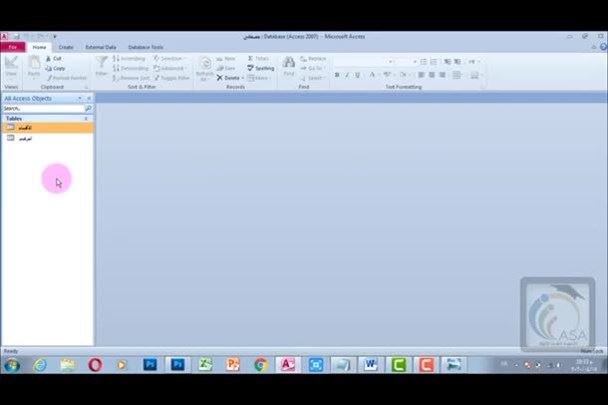 مصنعي : Database (Access 2007) - Microsoft Access
File Home Create External Data Database Tools
View
Paste
Cut
Copy
Format Painter
Clipboard
Filter
Ascending
Descending
Remove Sort
Selection
Advanced
Toggle Filter
Sort & Filter
Refresh All
New
Save
Delete
Totals
Spelling
More
Records
Find
Replace
Go To
Select
Find
B I U
Text Formatting
All Access Objects
Search..
Tables
الأقسام
ASA
Ready
Num Lock